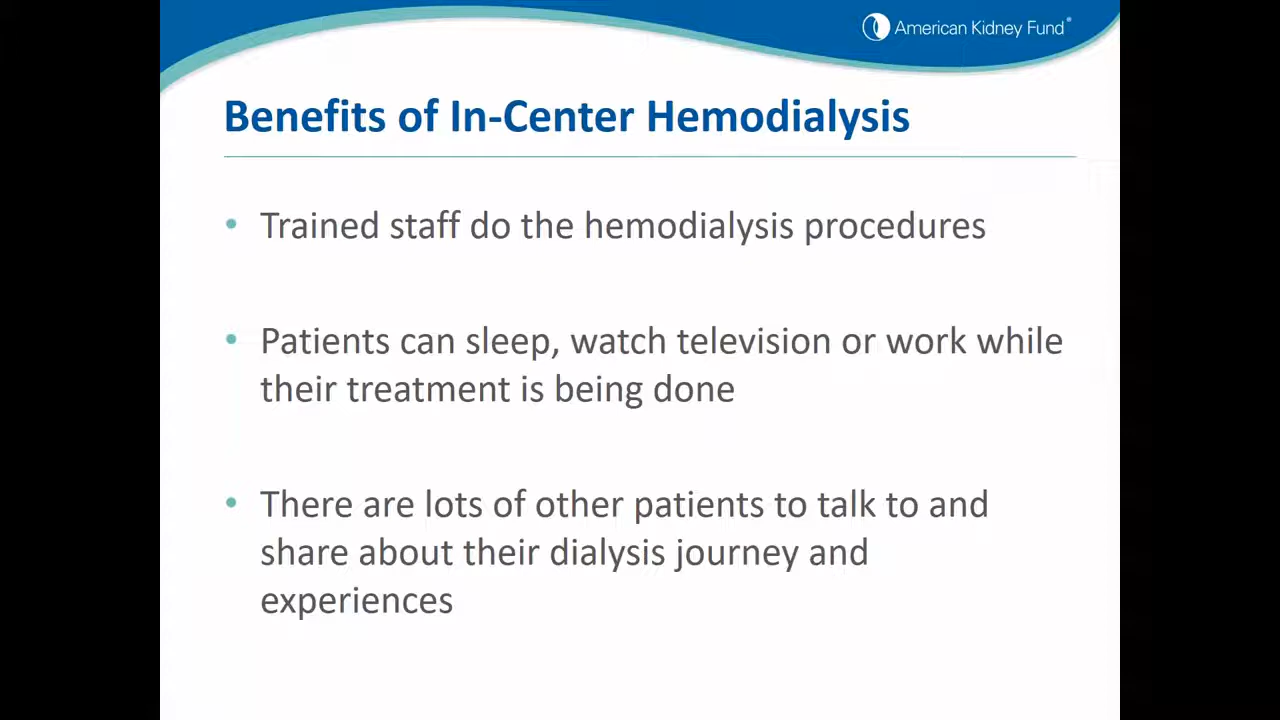 American Kidney Fund®
Benefits of In-Center Hemodialysis
• Trained staff do the hemodialysis procedures
• Patients can sleep, watch television or work while
their treatment is being done
• There are lots of other patients to talk to and
share about their dialysis journey and
experiences